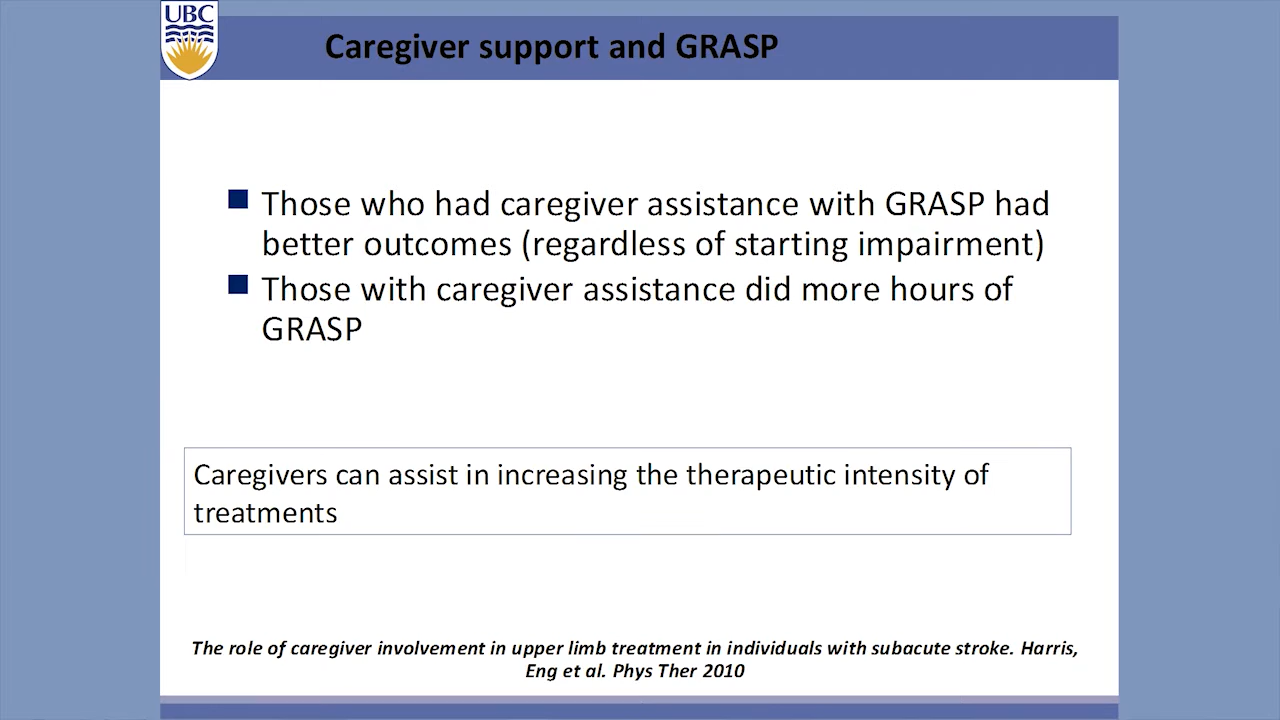 UBC
Caregiver support and GRASP
Those who had caregiver assistance with GRASP had
better outcomes (regardless of starting impairment)
Those with caregiver assistance did more hours of
GRASP
Caregivers can assist in increasing the therapeutic intensity of
treatments
The role of caregiver involvement in upper limb treatment in individuals with subacute stroke. Harris,
Eng et al. Phys Ther 2010